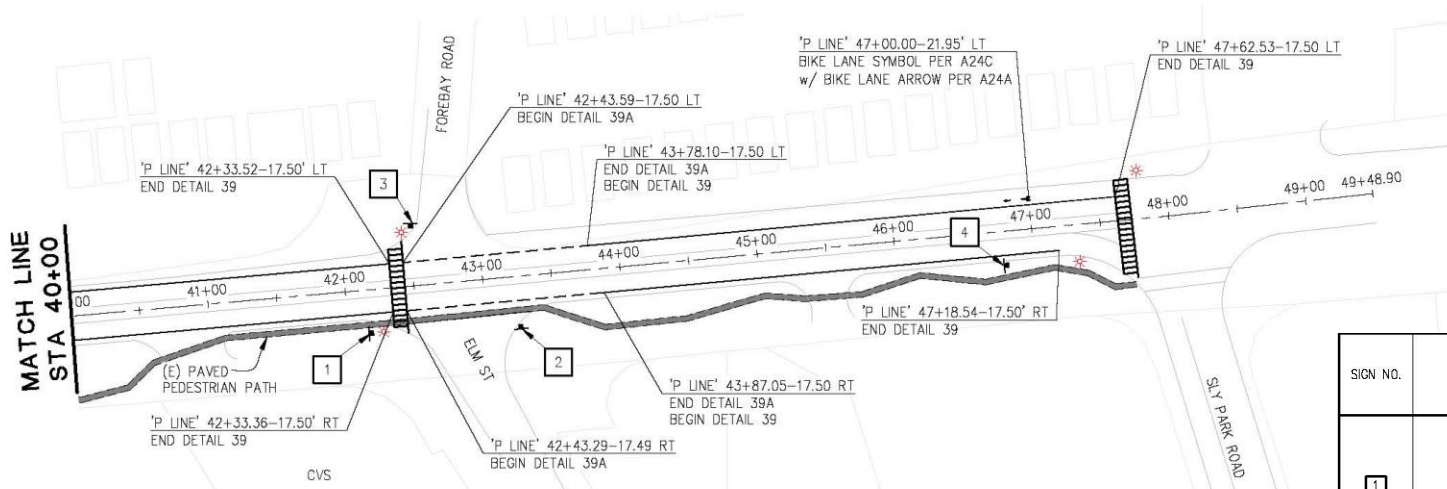 FOREBAY ROAD
'P LINE' 47+00.00-21.95' LT
BIKE LANE SYMBOL PER A24C
w/ BIKE LANE ARROW PER A24A
'P LINE' 47+62.53-17.50 LT
END DETAIL 39
'P LINE' 42+43.59-17.50 LT
BEGIN DETAIL 39A
'P LINE' 43+78.10-17.50 LT
END DETAIL 39A
BEGIN DETAIL 39
'P LINE' 42+33.52-17.50' LT
END DETAIL 39
3
MATCH LINE
STA 40+00
00
41+00
42+00
43+00
44+00
45+00
46+00
47+00
48+00
49+00
49+48.90
4
1
2
(E) PAVED
PEDESTRIAN PATH
ELM ST
'P LINE' 47+18.54-17.50' RT
END DETAIL 39
'P LINE' 43+87.05-17.50 RT
END DETAIL 39A
BEGIN DETAIL 39
'P LINE' 42+33.36-17.50' RT
END DETAIL 39
'P LINE' 42+43.29-17.49 RT
BEGIN DETAIL 39A
CVS
SLY PARK ROAD
SIGN NO.
1